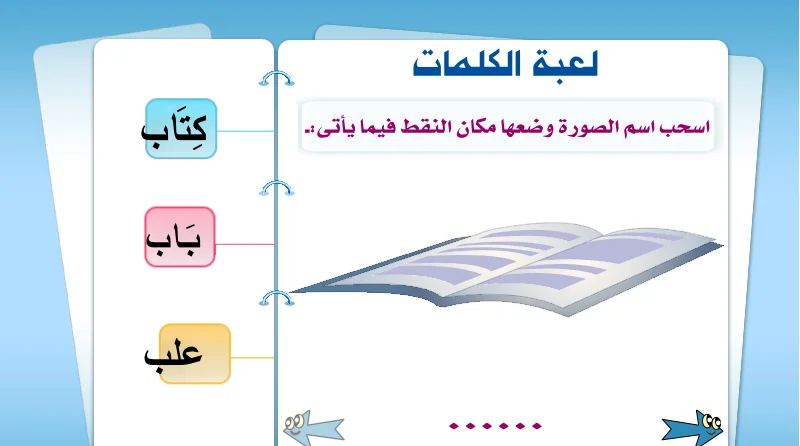 لعبة الكلمات
اسحب اسم الصورة وضعها مكان النقط فيما يأتى :ـ
كِتَاب
بَاب
علب
......